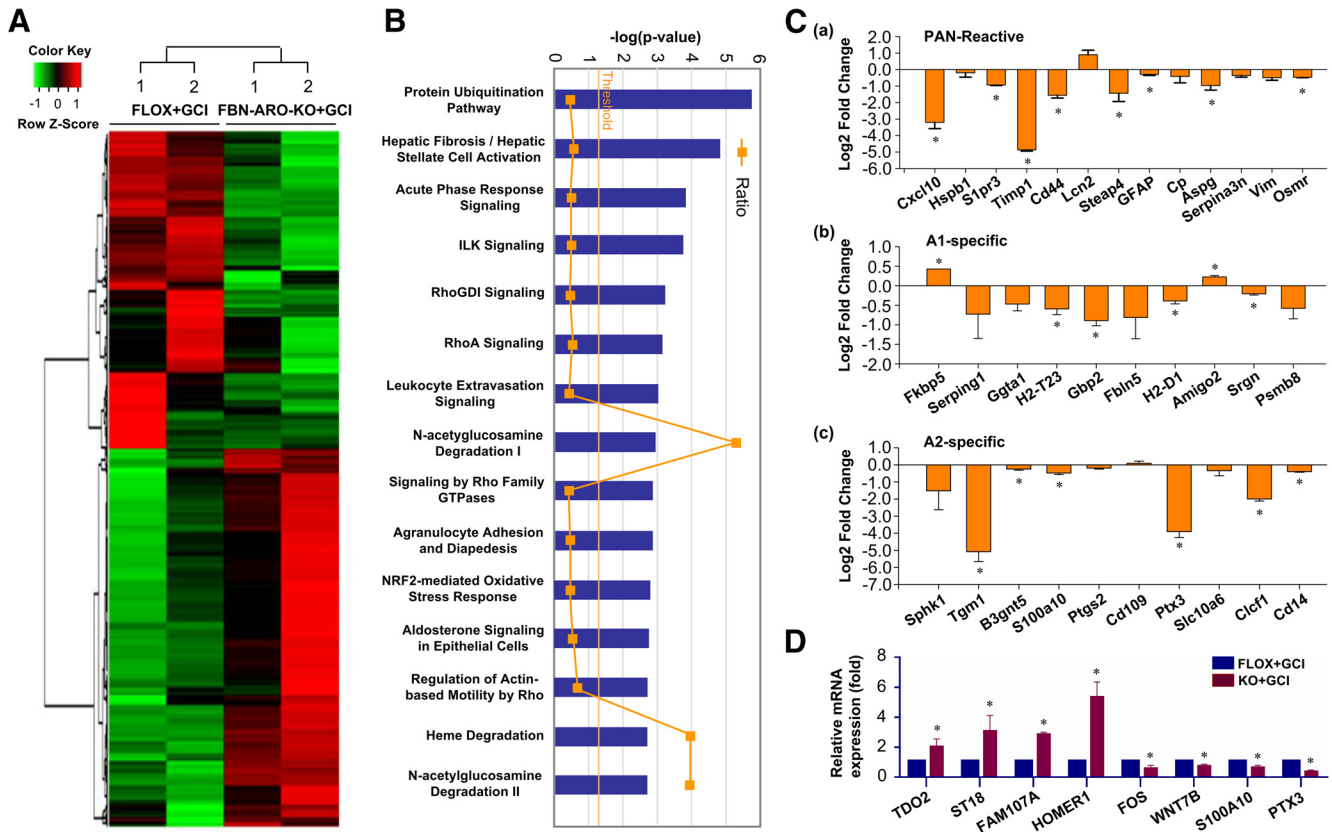 A
Color Key
-1 0 1
Row Z-Score
1 2 1 2
FLOX+GCI FBN-ARO-KO+GCI
B
-log(p-value)
0 1 2 3 4 5 6
Threshold
Ratio
Protein Ubiquitination
Pathway
Hepatic Fibrosis / Hepatic
Stellate Cell Activation
Acute Phase Response
Signaling
ILK Signaling
RhoGDI Signaling
RhoA Signaling
Leukocyte Extravasation
Signaling
N-acetyglucosamine
Degradation I
Signaling by Rho Family
GTPases
Agranulocyte Adhesion
and Diapedesis
NRF2-mediated Oxidative
Stress Response
Aldosterone Signaling
in Epithelial Cells
Regulation of Actin-
based Motility by Rho
Heme Degradation
N-acetylglucosamine
Degradation II
C
(a)
PAN-Reactive
Log2 Fold Change
2.0
1.0
0.0
-1.0
-2.0
-3.0
-4.0
-5.0
-6.0
* * * * * * * *
Cxcl10 Hspb1 S1pr3 Timp1 Cd44 Lcn2 Steap4 GFAP Cp Aspg Serpina3n Vim Osmr
(b)
A1-specific
Log2 Fold Change
1.0
0.5
0.0
-0.5
-1.0
-1.5
-2.0
* * * * * *
Fkbp5 Serping1 Ggta1 H2-T23 Gbp2 Fbln5 H2-D1 Amigo2 Srgn Psmb8
(c)
A2-specific
Log2 Fold Change
1.0
0.0
-1.0
-2.0
-3.0
-4.0
-5.0
-6.0
-7.0
* * * * * *
Sphk1 Tgm1 B3gnt5 S100a10 Ptgs2 Cd109 Ptx3 Slc10a6 Clcf1 Cd14
D
Relative mRNA
expression (fold)
8
6
4
2
0
FLOX+GCI
KO+GCI
* * * * * * * *
TDO2 ST18 FAM107A HOMER1 FOS WNT7B S100A10 PTX3